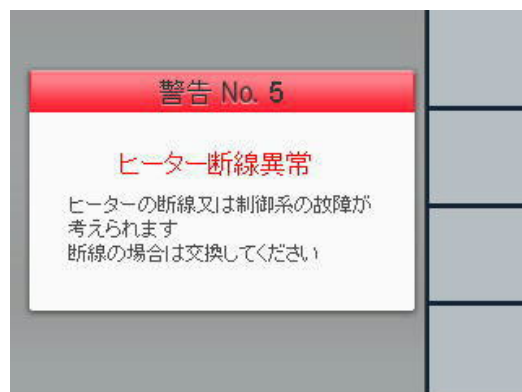 警告 No. 5
ヒーター断線異常
ヒーターの断線又は制御系の故障が
考えられます
断線の場合は交換してください